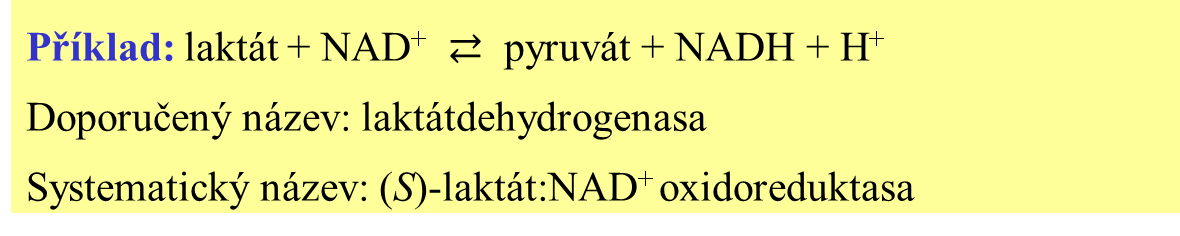 Příklad: laktát + NAD⁺ ⇄ pyruvát + NADH + H⁺
Doporučený název: laktátdehydrogenasa
Systematický název: (S)-laktát:NAD⁺ oxidoreduktasa